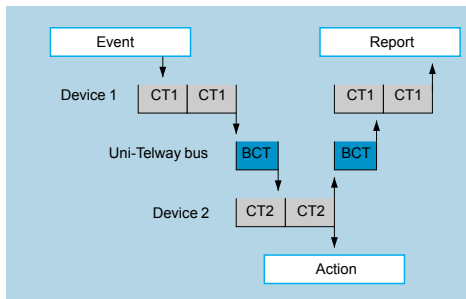 Event Report
Device 1 CT1 CT1 CT1 CT1
Uni-Telway bus BCT BCT
Device 2 CT2 CT2
Action